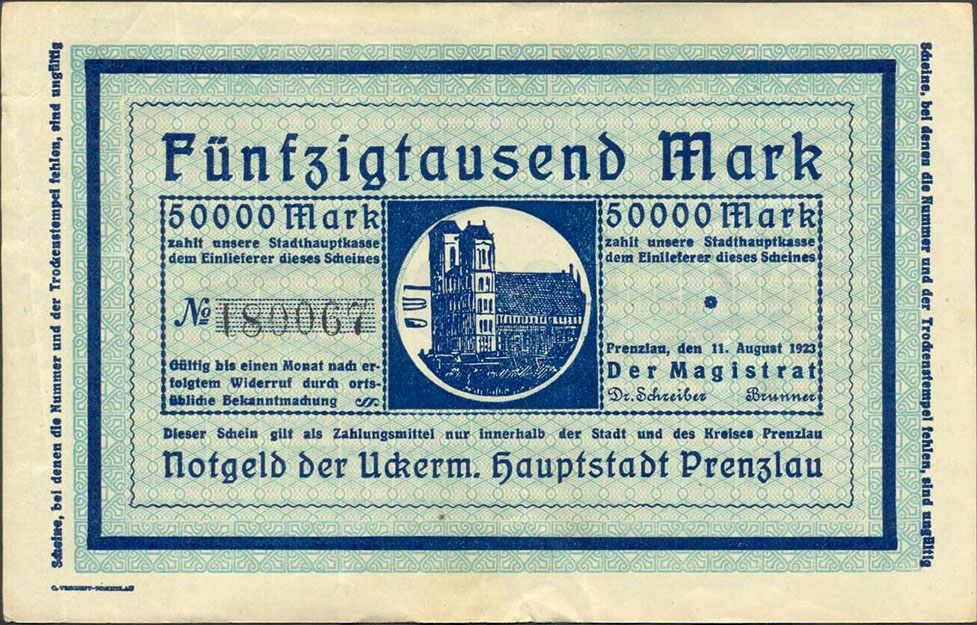 Fünfzigtausend Mark
50000 Mark
zahlt unsere Stadthauptkasse
dem Einlieferer dieses Scheines
No 180067
Gültig bis einen Monat nach er-
folgtem Widerruf durch orts-
übliche Bekanntmachung
50000 Mark
zahlt unsere Stadthauptkasse
dem Einlieferer dieses Scheines
Prenzlau, den 11. August 1923
Der Magistrat
Dr. Schreiber Brunner
Dieser Schein gilt als Zahlungsmittel nur innerhalb der Stadt und des Kreises Prenzlau
Notgeld der Uckerm. Hauptstadt Prenzlau
Scheine, bei denen die Nummer und der Trockenstempel fehlen, sind ungültig
Scheine, bei denen die Nummer und der Trockenstempel fehlen, sind ungültig